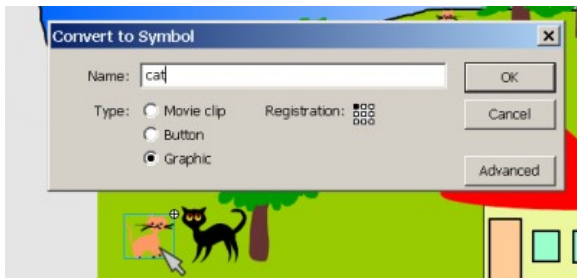 Convert to Symbol
Name: cat OK
Type: Movie clip Registration: Cancel
Button
Graphic
Advanced